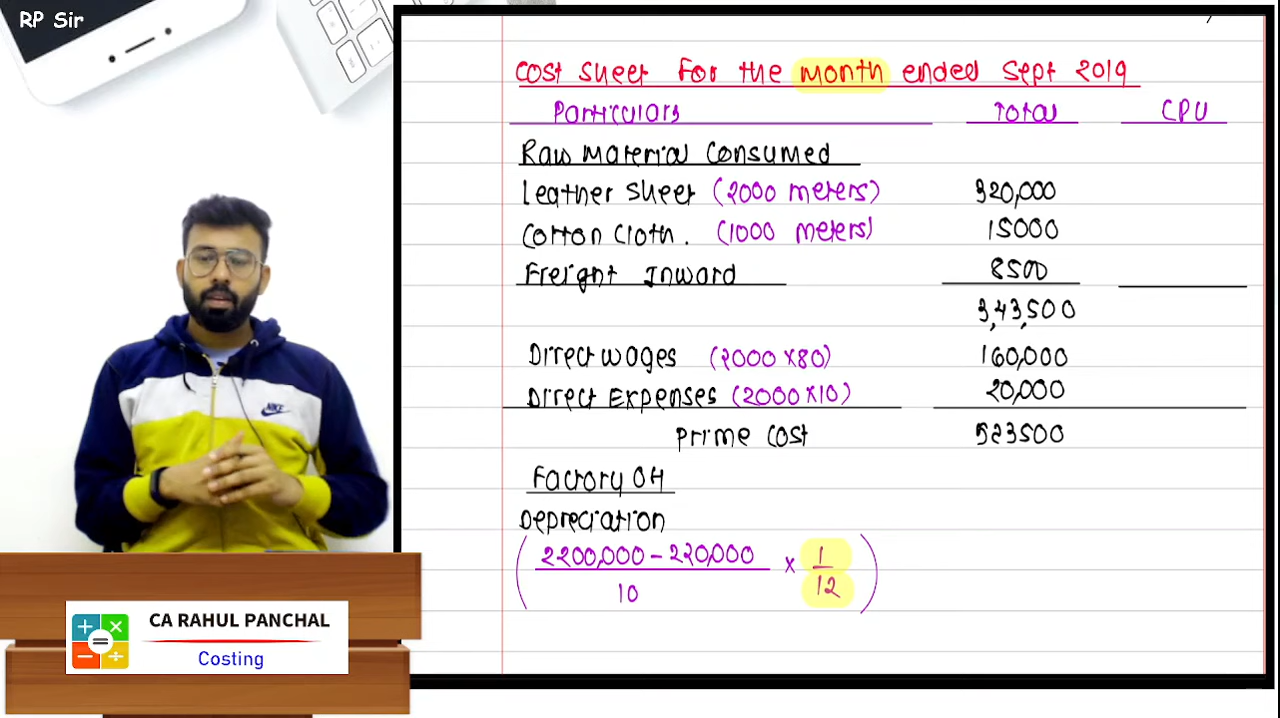 RP Sir
Cost Sheet For the month ended Sept 2019
Particulars Total CPU
Raw Material Consumed
Leather Sheet (2000 meters) 320,000
Cotton Cloth. (1000 meters) 15000
Freight Inward 8500
3,43,500
Direct wages (2000 x 80) 160,000
Direct Expenses (2000 x 10) 20,000
Prime Cost 523500
Factory OH
Depreciation
( 2200,000 - 220,000 / 10 x 1 / 12 )
NIKE
CA RAHUL PANCHAL
Costing